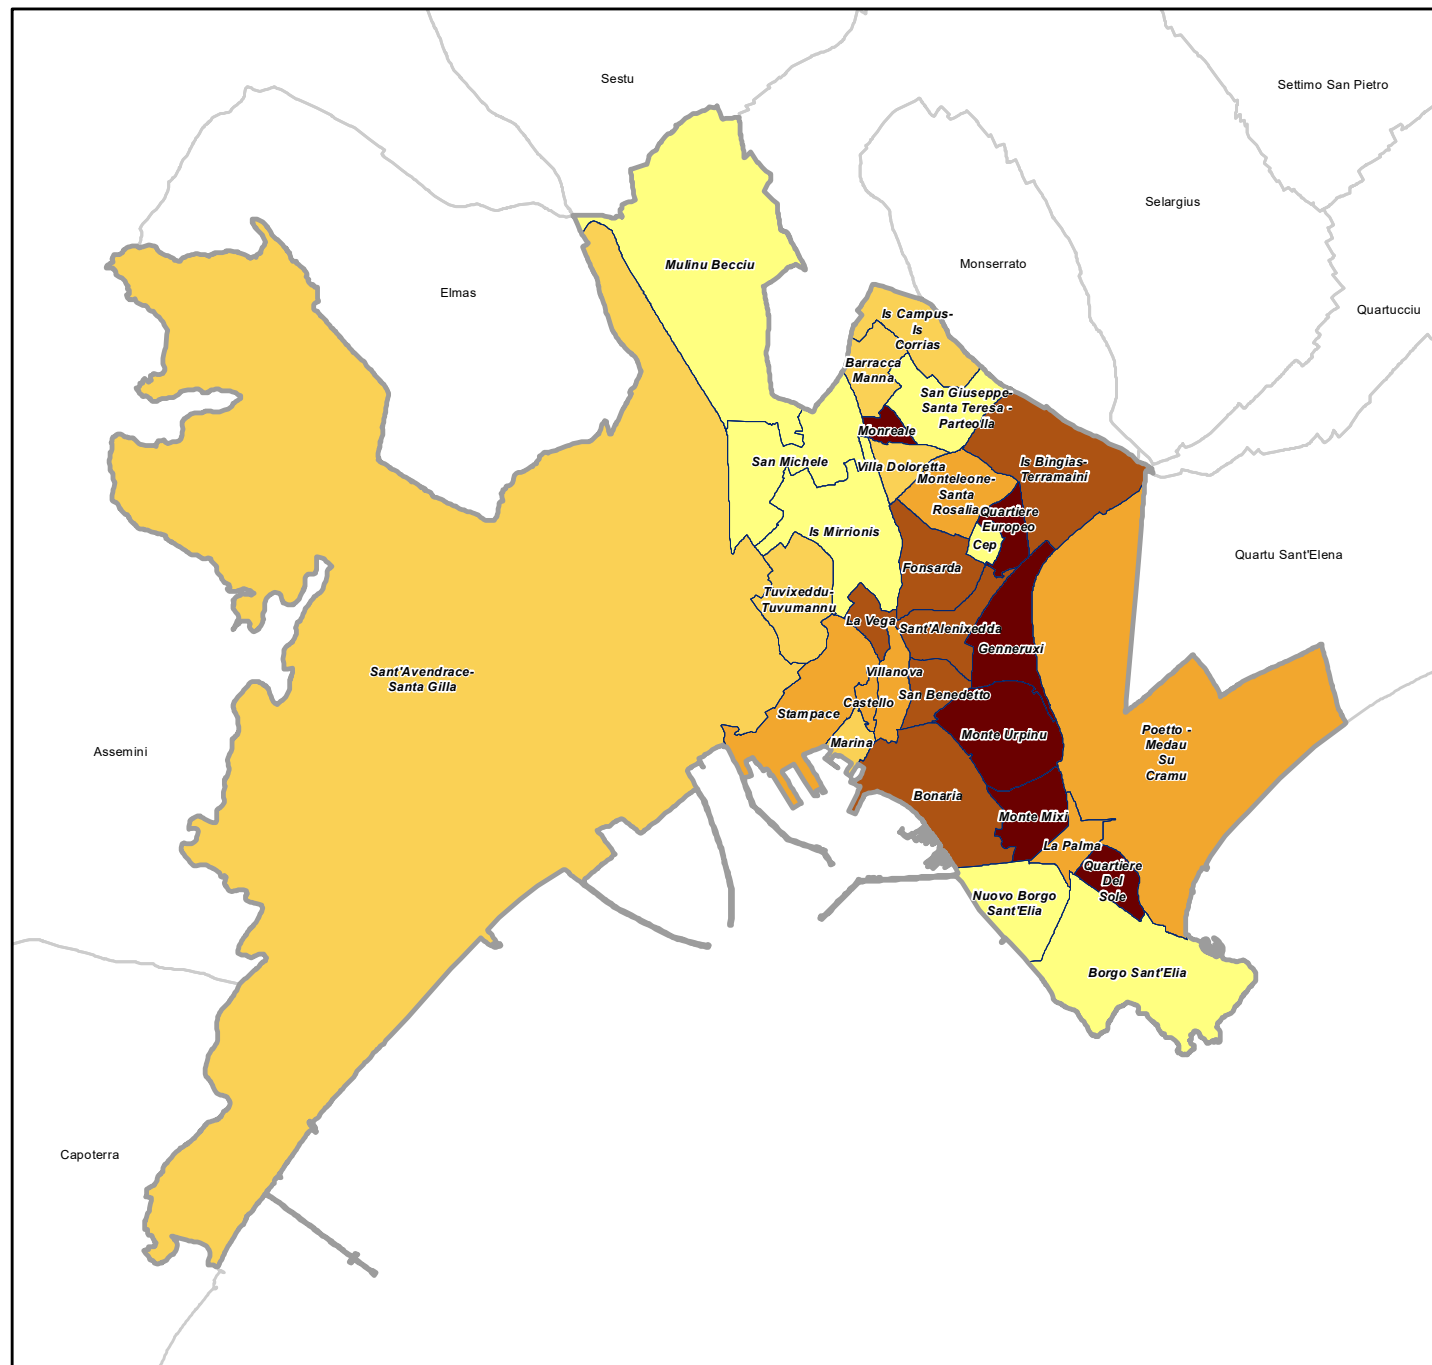 Sestu
Settimo San Pietro
Selargius
Mulinu Becciu
Monserrato
Elmas
Quartucciu
Is Campus-
Is
Corrias
Barracca
Manna
San Giuseppe-
Santa Teresa -
Parteolla
Monreale
San Michele
Villa Doloretta
Is Bingias-
Terramaini
Monteleone-
Santa
Rosalia
Quartiere
Europeo
Is Mirrionis
Cep
Quartu Sant'Elena
Fonsarda
Tuvixeddu-
Tuvumannu
La Vega
Sant'Alenixedda
Genneruxi
Sant'Avendrace-
Santa Gilla
Villanova
San Benedetto
Castello
Stampace
Marina
Monte Urpinu
Poetto -
Medau
Su
Cramu
Assemini
Bonaria
Monte Mixi
La Palma
Quartiere
Del
Sole
Nuovo Borgo
Sant'Elia
Borgo Sant'Elia
Capoterra